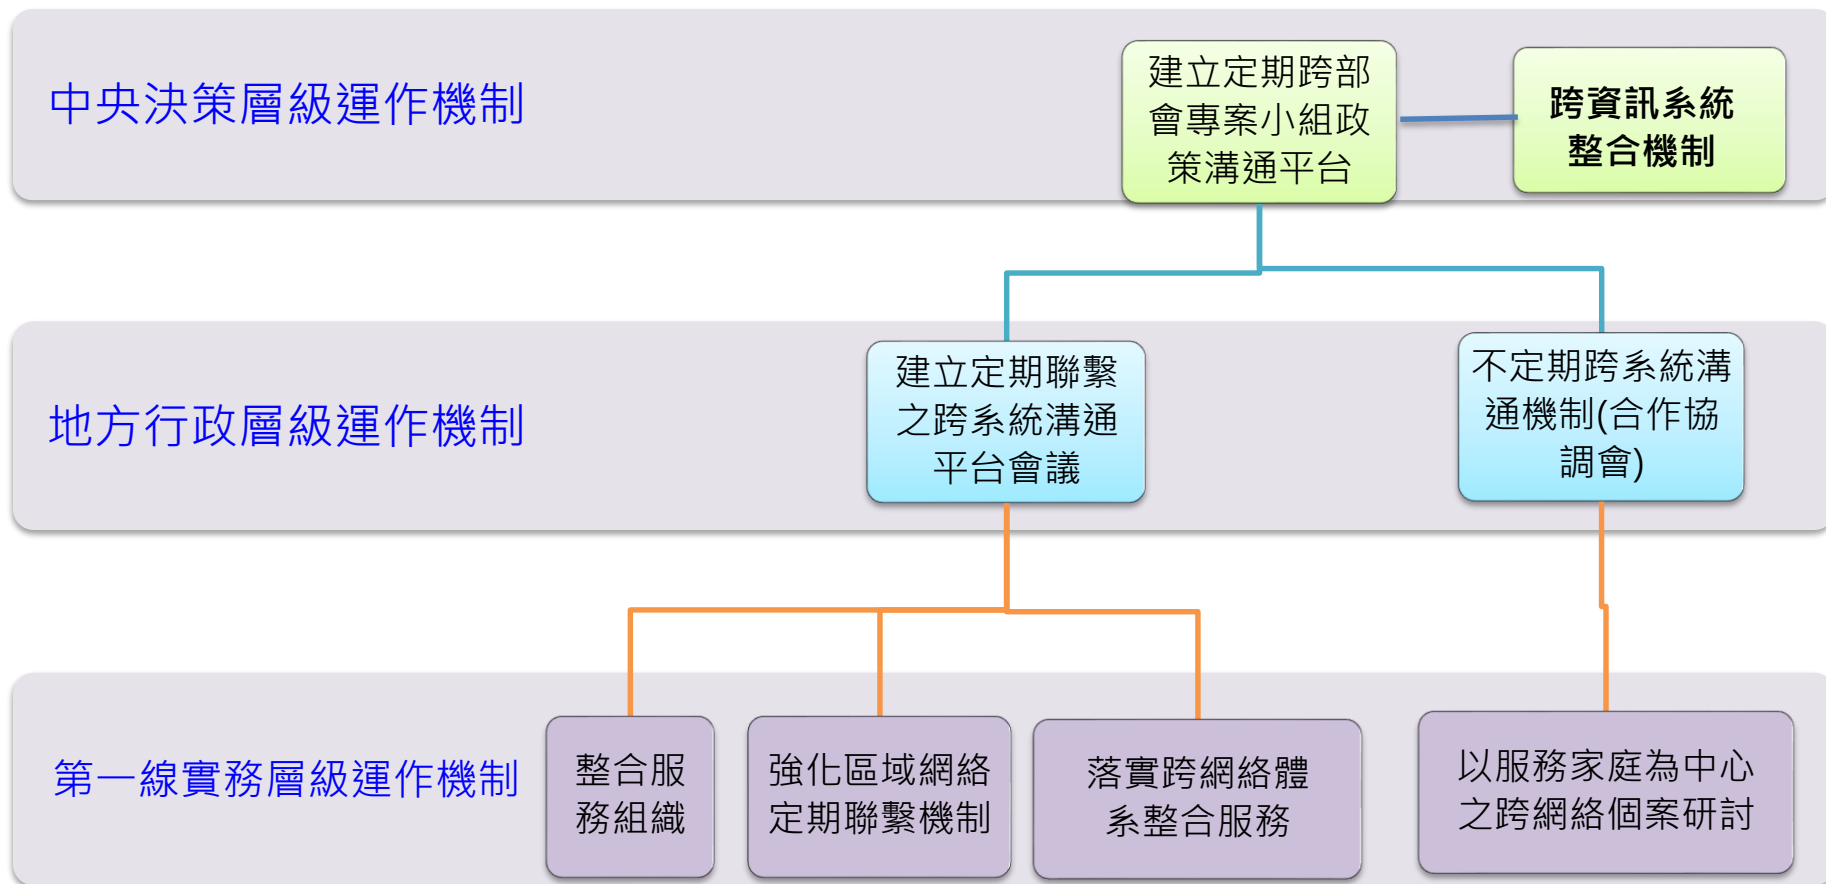 中央決策層級運作機制
建立定期跨部
會專案小組政
策溝通平台
跨資訊系統
整合機制
地方行政層級運作機制
建立定期聯繫
之跨系統溝通
平台會議
不定期跨系統溝
通機制(合作協
調會)
第一線實務層級運作機制
整合服
務組織
強化區域網絡
定期聯繫機制
落實跨網絡體
系整合服務
以服務家庭為中心
之跨網絡個案研討